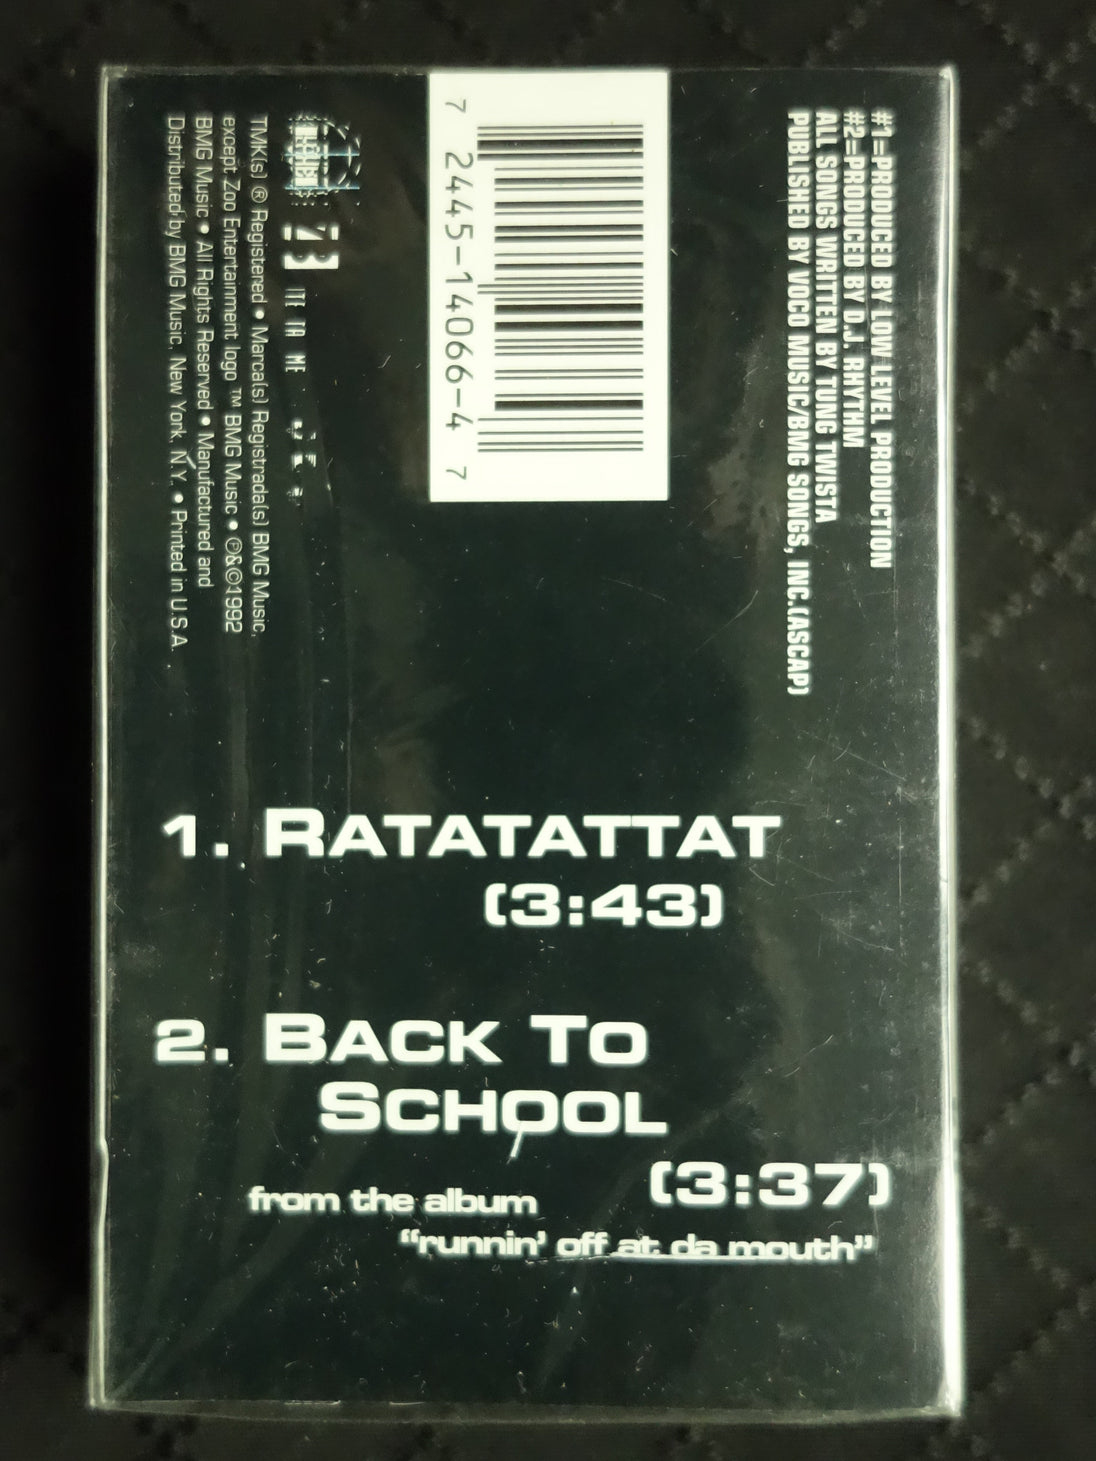 #1=PRODUCED BY LOW LEVEL PRODUCTION
#2=PRODUCED BY D.J. RHYTHM
ALL SONGS WRITTEN BY TUNG TWISTA
PUBLISHED BY VOCO MUSIC/BMG SONGS, INC.(ASCAP)
7 2445-14066-4 7
TMK(s) ® Registered • Marca(s) Registrada(s) BMG Music,
except Zoo Entertainment logo ™ BMG Music • ℗&©1992
BMG Music • All Rights Reserved • Manufactured and
Distributed by BMG Music, New York, N.Y. • Printed in U.S.A.
1. RATATATTAT
(3:43)
2. BACK TO
SCHOOL
(3:37)
from the album
“runnin’ off at da mouth”